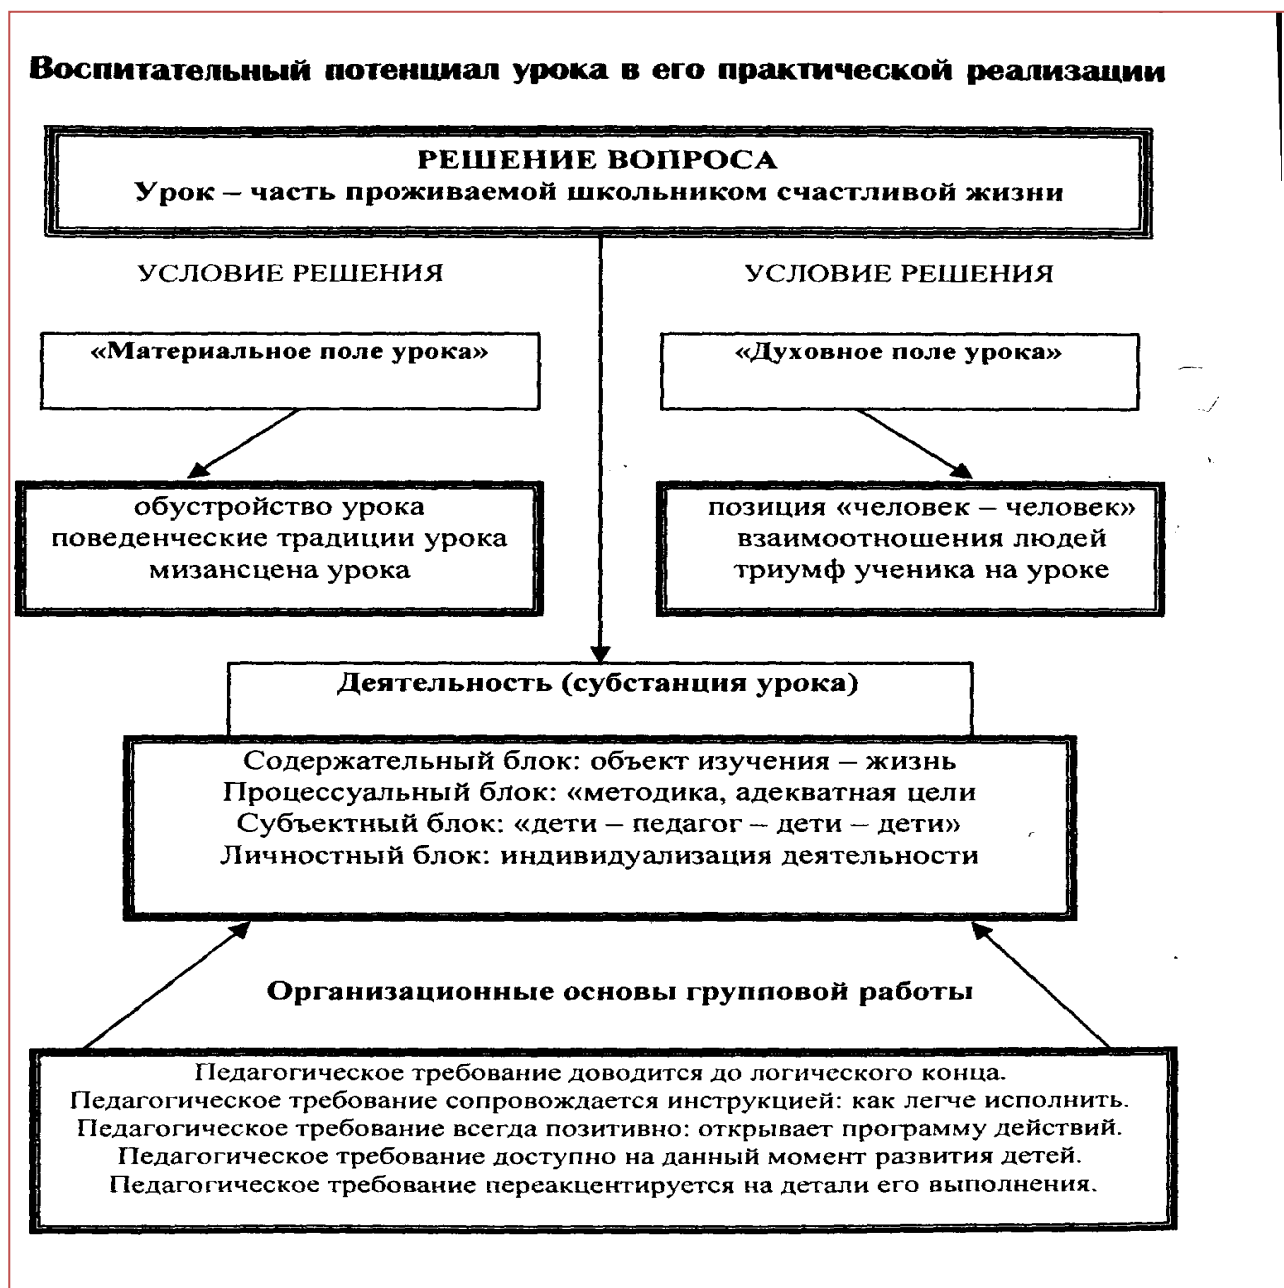 Воспитательный потенциал урока в его практической реализации
РЕШЕНИЕ ВОПРОСА
Урок – часть проживаемой школьником счастливой жизни
УСЛОВИЕ РЕШЕНИЯ
УСЛОВИЕ РЕШЕНИЯ
«Материальное поле урока»
«Духовное поле урока»
обустройство урока
поведенческие традиции урока
мизансцена урока
позиция «человек – человек»
взаимоотношения людей
триумф ученика на уроке
Деятельность (субстанция урока)
Содержательный блок: объект изучения – жизнь
Процессуальный блок: «методика, адекватная цели
Субъектный блок: «дети – педагог – дети – дети»
Личностный блок: индивидуализация деятельности
Организационные основы групповой работы
Педагогическое требование доводится до логического конца.
Педагогическое требование сопровождается инструкцией: как легче исполнить.
Педагогическое требование всегда позитивно: открывает программу действий.
Педагогическое требование доступно на данный момент развития детей.
Педагогическое требование переакцентируется на детали его выполнения.